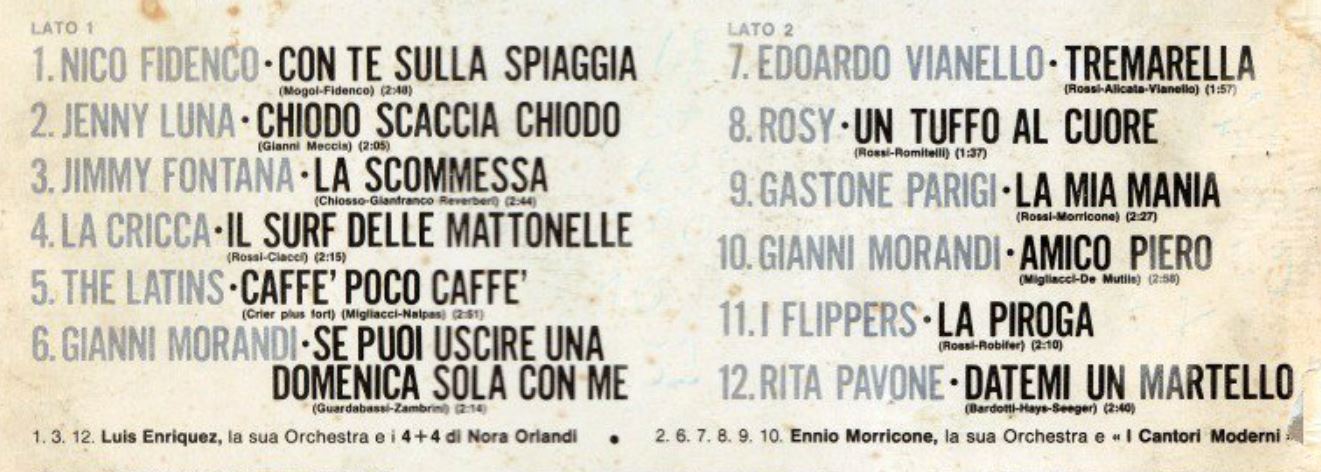 LATO 1
1. NICO FIDENCO · CON TE SULLA SPIAGGIA
(Mogol-Fidenco) (2:48)
2. JENNY LUNA · CHIODO SCACCIA CHIODO
(Gianni Meccia) (2:05)
3. JIMMY FONTANA · LA SCOMMESSA
(Chiosso-Gianfranco Reverberi) (2:44)
4. LA CRICCA · IL SURF DELLE MATTONELLE
(Rossi-Ciacci) (2:15)
5. THE LATINS · CAFFE' POCO CAFFE'
(Crier plus fort) (Migliacci-Nalpas) (2:51)
6. GIANNI MORANDI · SE PUOI USCIRE UNA
DOMENICA SOLA CON ME
(Guardabassi-Zambrini) (2:14)
LATO 2
7. EDOARDO VIANELLO · TREMARELLA
(Rossi-Alicata-Vianello) (1:57)
8. ROSY · UN TUFFO AL CUORE
(Rossi-Romitelli) (1:37)
9. GASTONE PARIGI · LA MIA MANIA
(Rossi-Morricone) (2:27)
10. GIANNI MORANDI · AMICO PIERO
(Migliacci-De Mutiis) (2:58)
11. I FLIPPERS · LA PIROGA
(Rossi-Robifer) (2:10)
12. RITA PAVONE · DATEMI UN MARTELLO
(Bardotti-Hays-Seeger) (2:40)
1. 3. 12. Luis Enriquez, la sua Orchestra e i 4+4 di Nora Orlandi • 2. 6. 7. 8. 9. 10. Ennio Morricone, la sua Orchestra e « I Cantori Moderni »